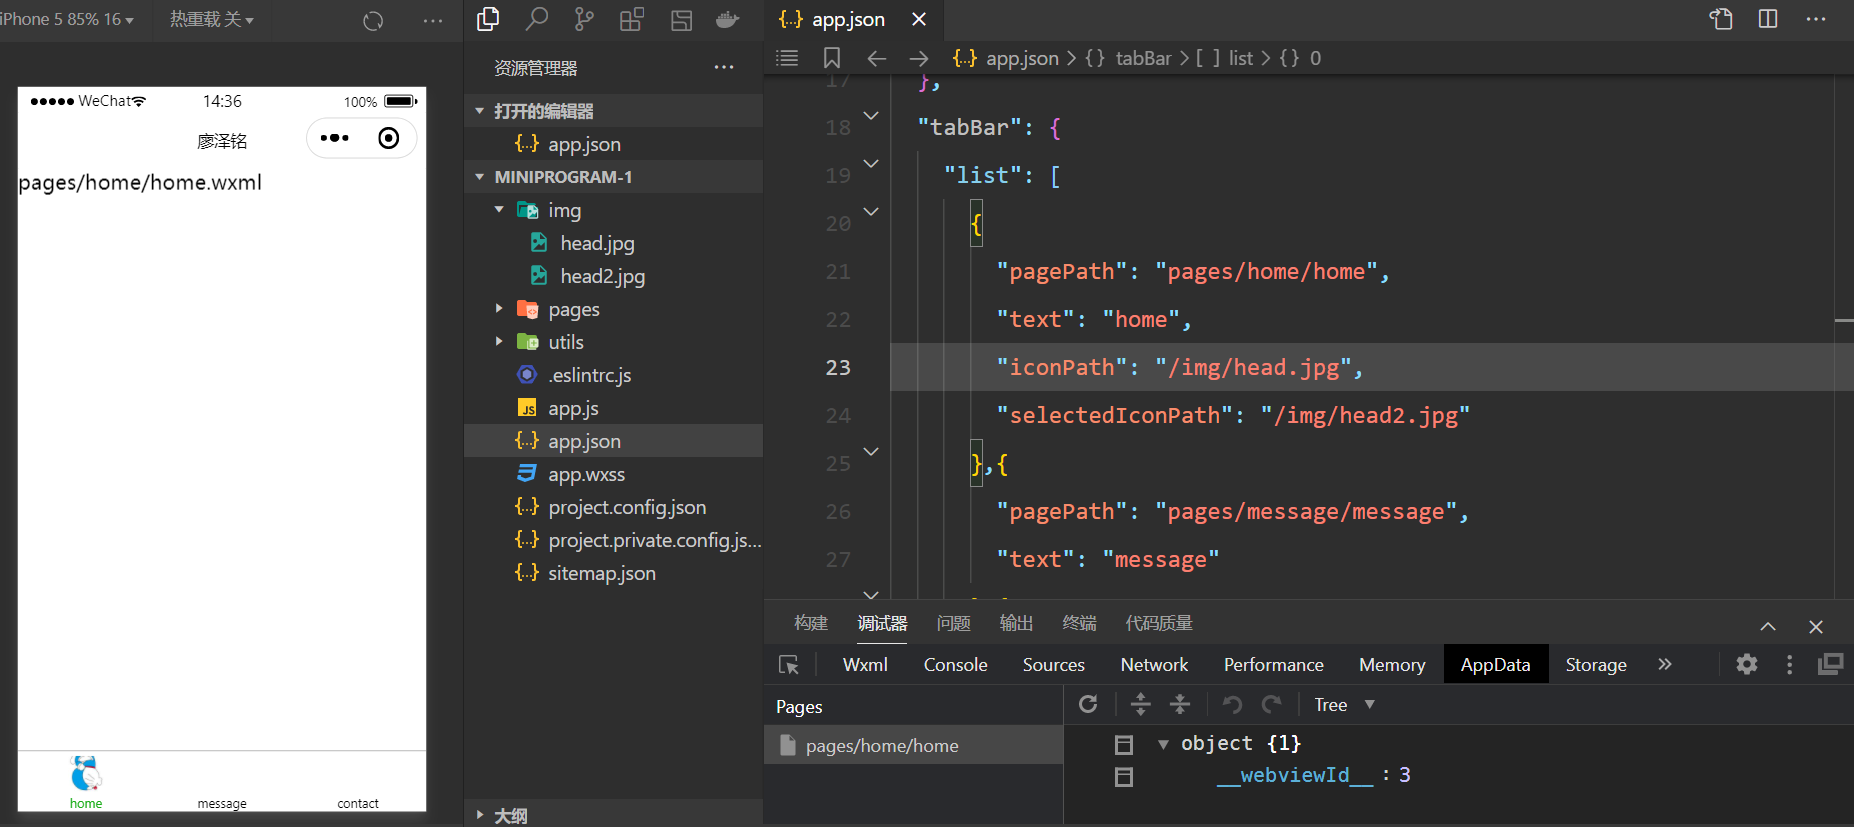 iPhone 5 85% 16
热重载 关
WeChat
14:36
100%
廖泽铭
pages/home/home.wxml
home
message
contact
资源管理器
打开的编辑器
app.json
MINIPROGRAM-1
img
head.jpg
head2.jpg
pages
utils
.eslintrc.js
JS
app.js
app.json
app.wxss
project.config.json
project.private.config.js...
sitemap.json
大纲
{..} app.json
{..} app.json > {} tabBar > [ ] list > {} 0
17 },
18 "tabBar": {
19 "list": [
20 {
21 "pagePath": "pages/home/home",
22 "text": "home",
23 "iconPath": "/img/head.jpg",
24 "selectedIconPath": "/img/head2.jpg"
25 },{
26 "pagePath": "pages/message/message",
27 "text": "message"
构建 调试器 问题 输出 终端 代码质量
Wxml Console Sources Network Performance Memory AppData Storage »
Pages
pages/home/home
Tree
object {1}
__webviewId__ : 3